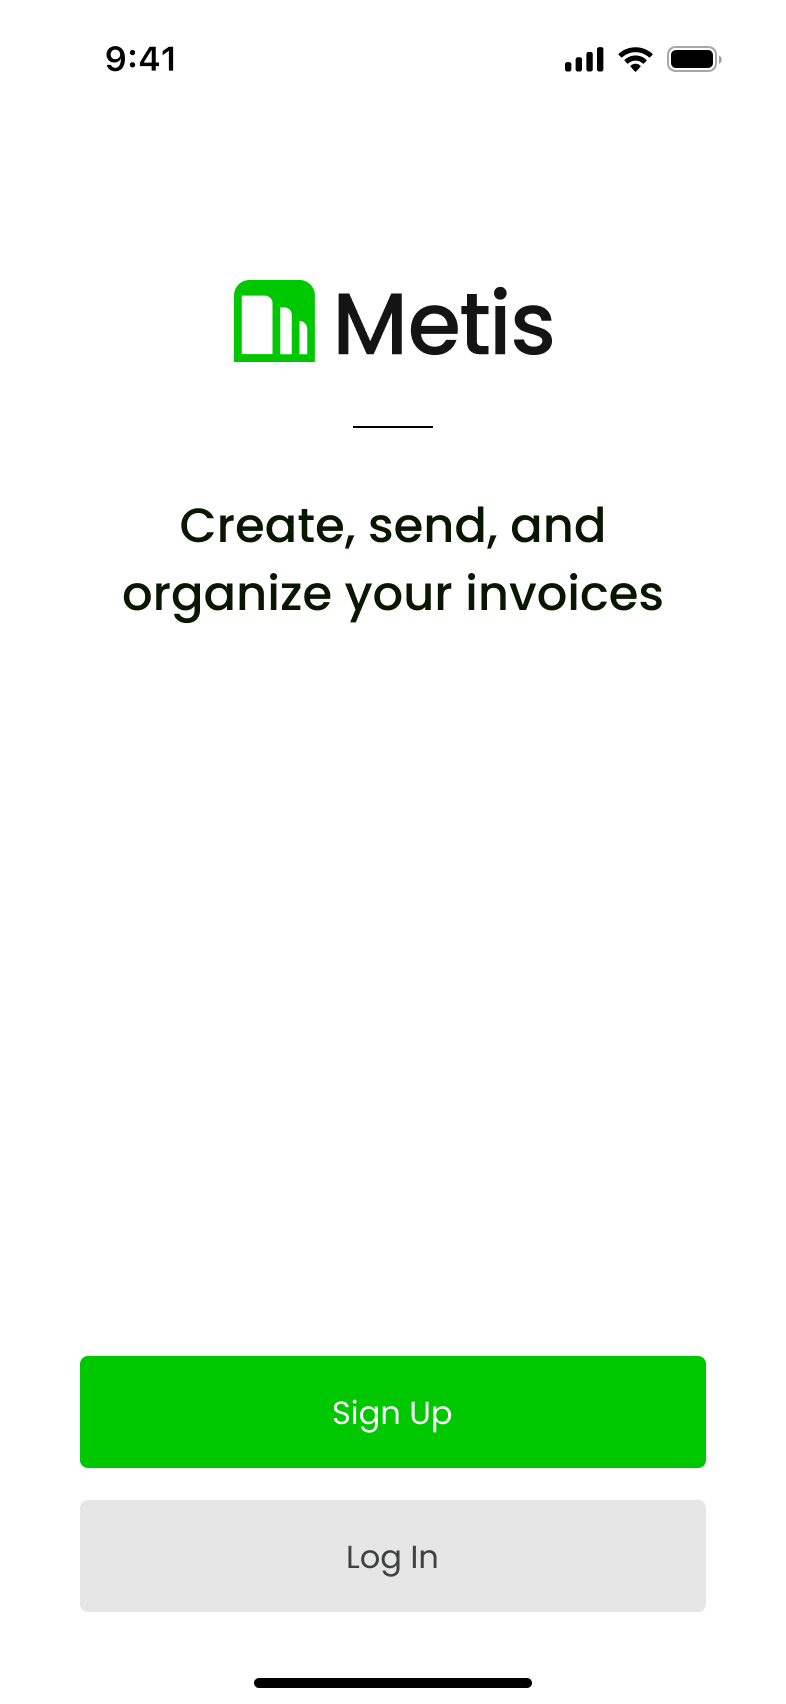 9:41
Metis
Create, send, and
organize your invoices
Sign Up
Log In